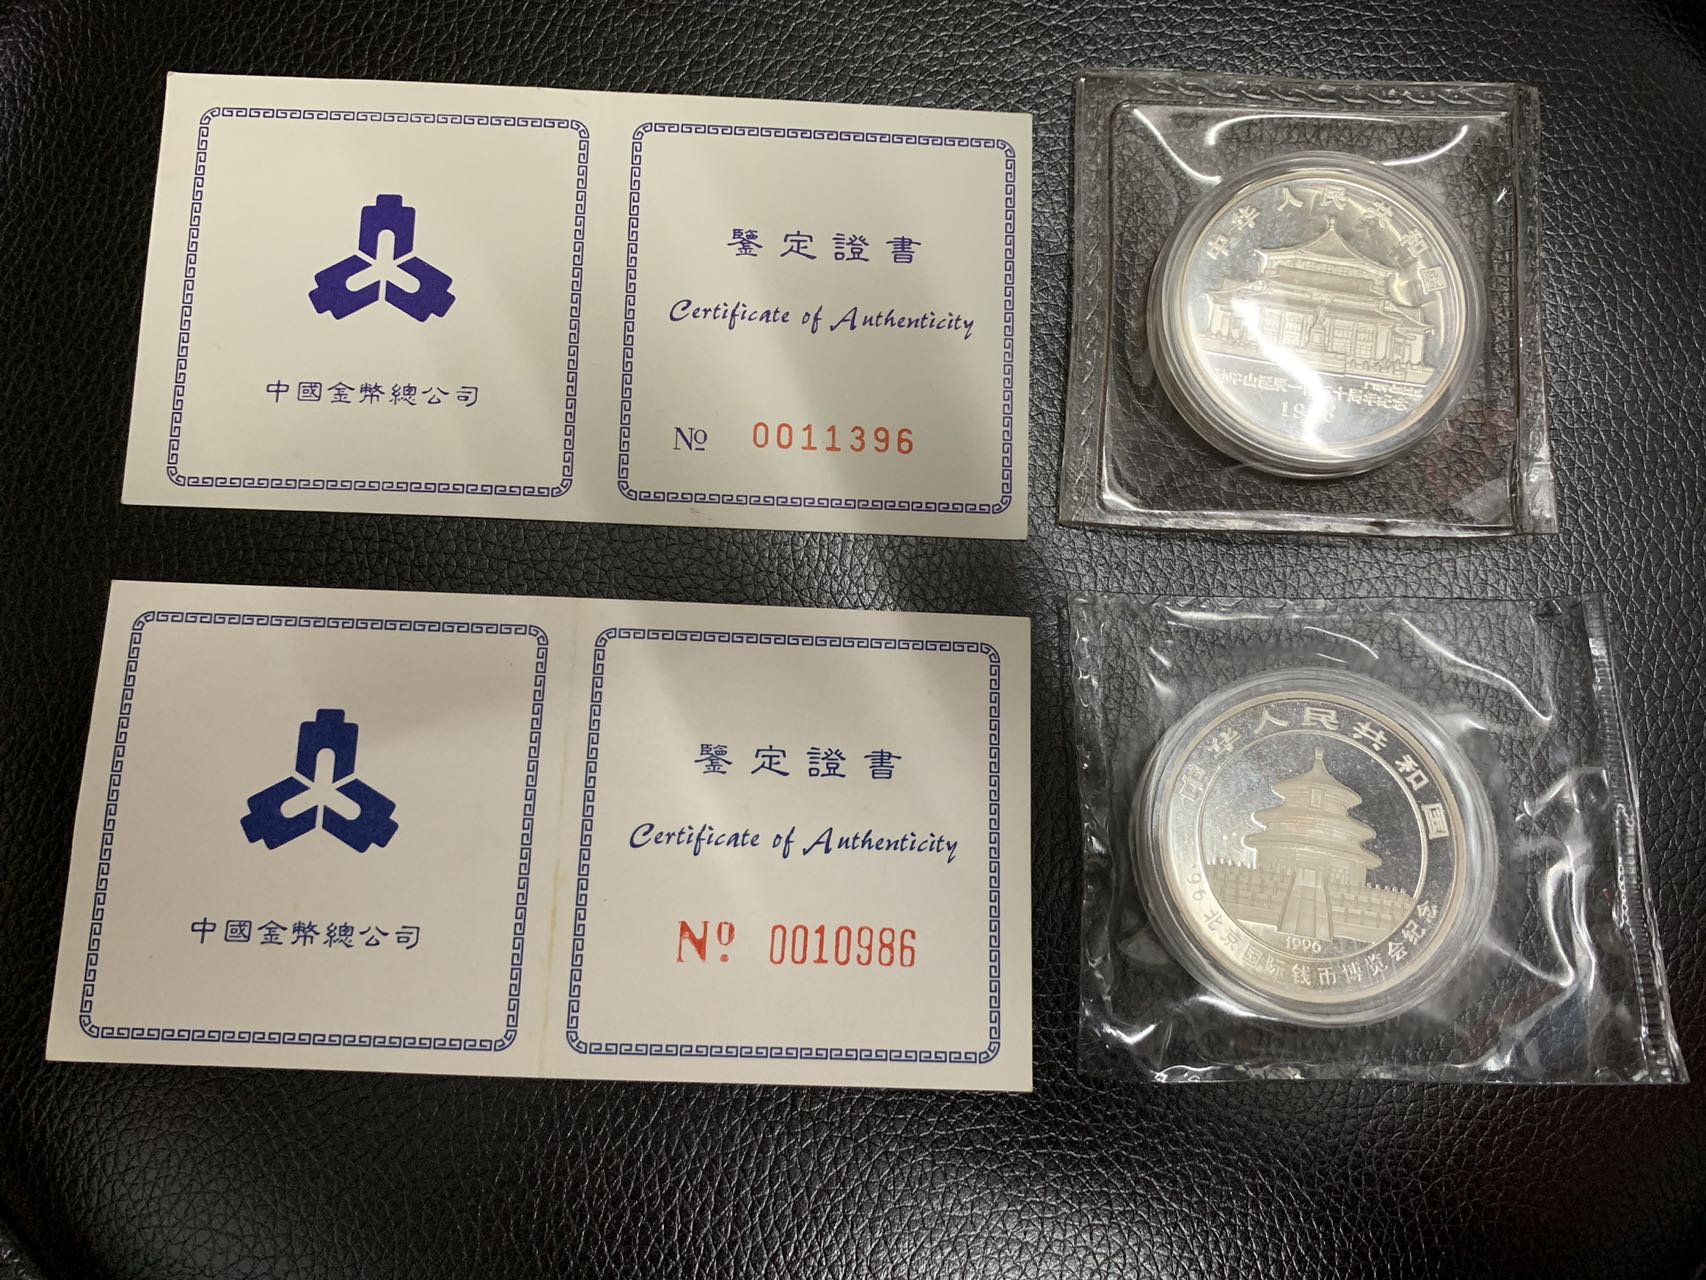 中國金幣總公司
鑒定證書
Certificate of Authenticity
No 0011396
中华人民共和國
中國金幣總公司
鑒定證書
Certificate of Authenticity
No. 0010986
中华人民共和国
1996
96 北京国际钱币博览会纪念